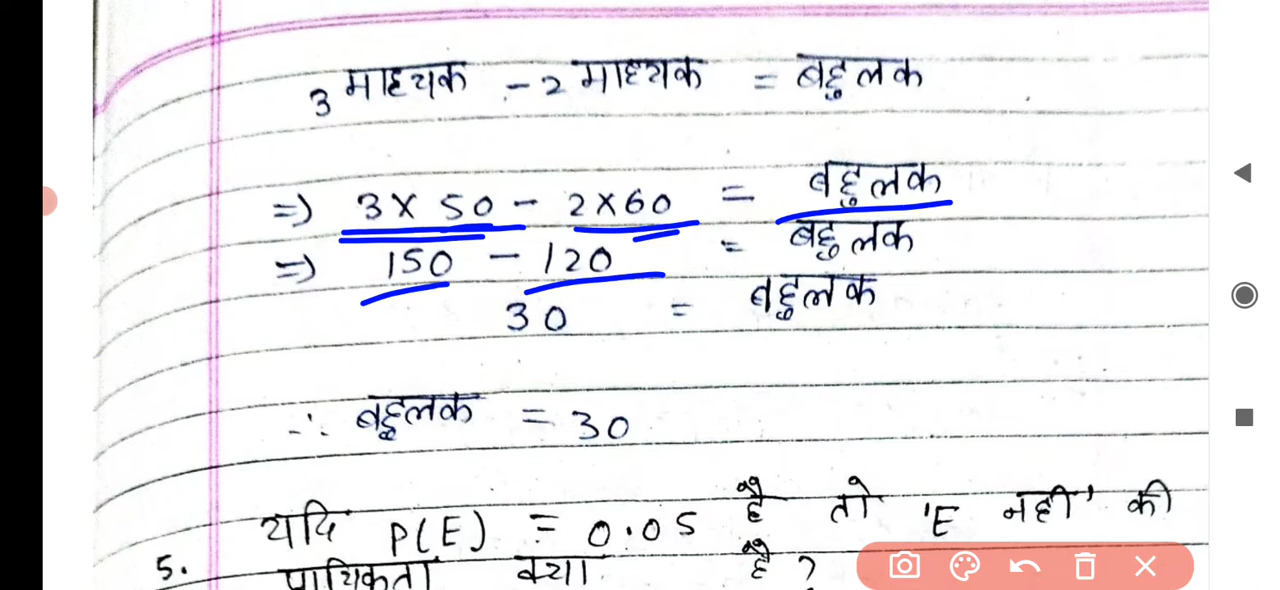 3 माध्यक - 2 माध्यक = बहुलक
=> 3 X 50 - 2 X 60 = बहुलक
=> 150 - 120 = बहुलक
30 = बहुलक
∴ बहुलक = 30
5. यदि P(E) = 0.05 है तो 'E नहीं' की
प्रायिकता क्या है ?